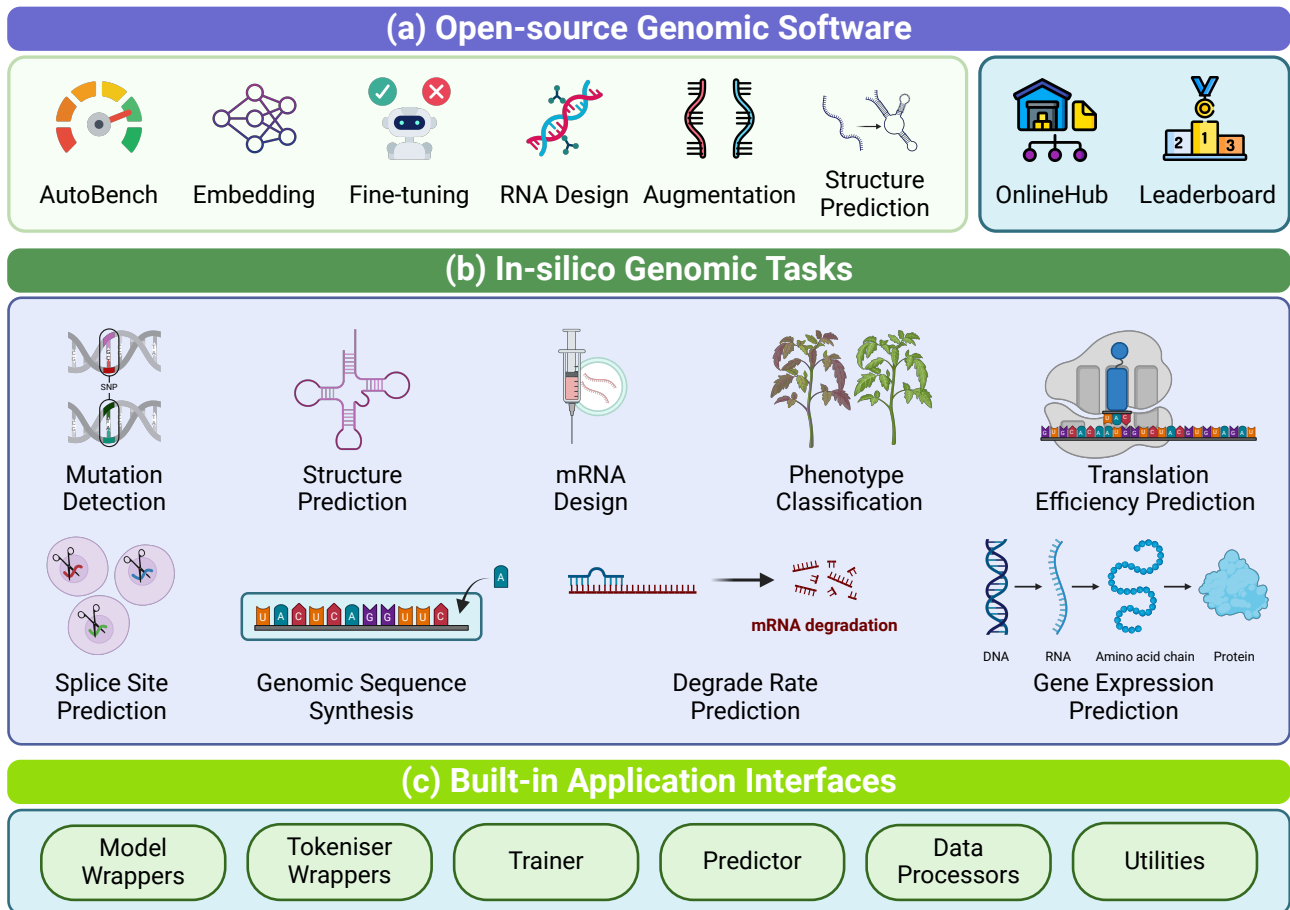 (a) Open-source Genomic Software
AutoBench
Embedding
Fine-tuning
RNA Design
Augmentation
Structure
Prediction
2
1
3
OnlineHub
Leaderboard
(b) In-silico Genomic Tasks
SNP
Mutation
Detection
Structure
Prediction
mRNA
Design
Phenotype
Classification
U A C
G U G C A C A A U G G U C U A C G U G U A G A U
Translation
Efficiency Prediction
Splice Site
Prediction
A
U A C U C A G G U U C
Genomic Sequence
Synthesis
mRNA degradation
Degrade Rate
Prediction
DNA
RNA
Amino acid chain
Protein
Gene Expression
Prediction
(c) Built-in Application Interfaces
Model
Wrappers
Tokeniser
Wrappers
Trainer
Predictor
Data
Processors
Utilities